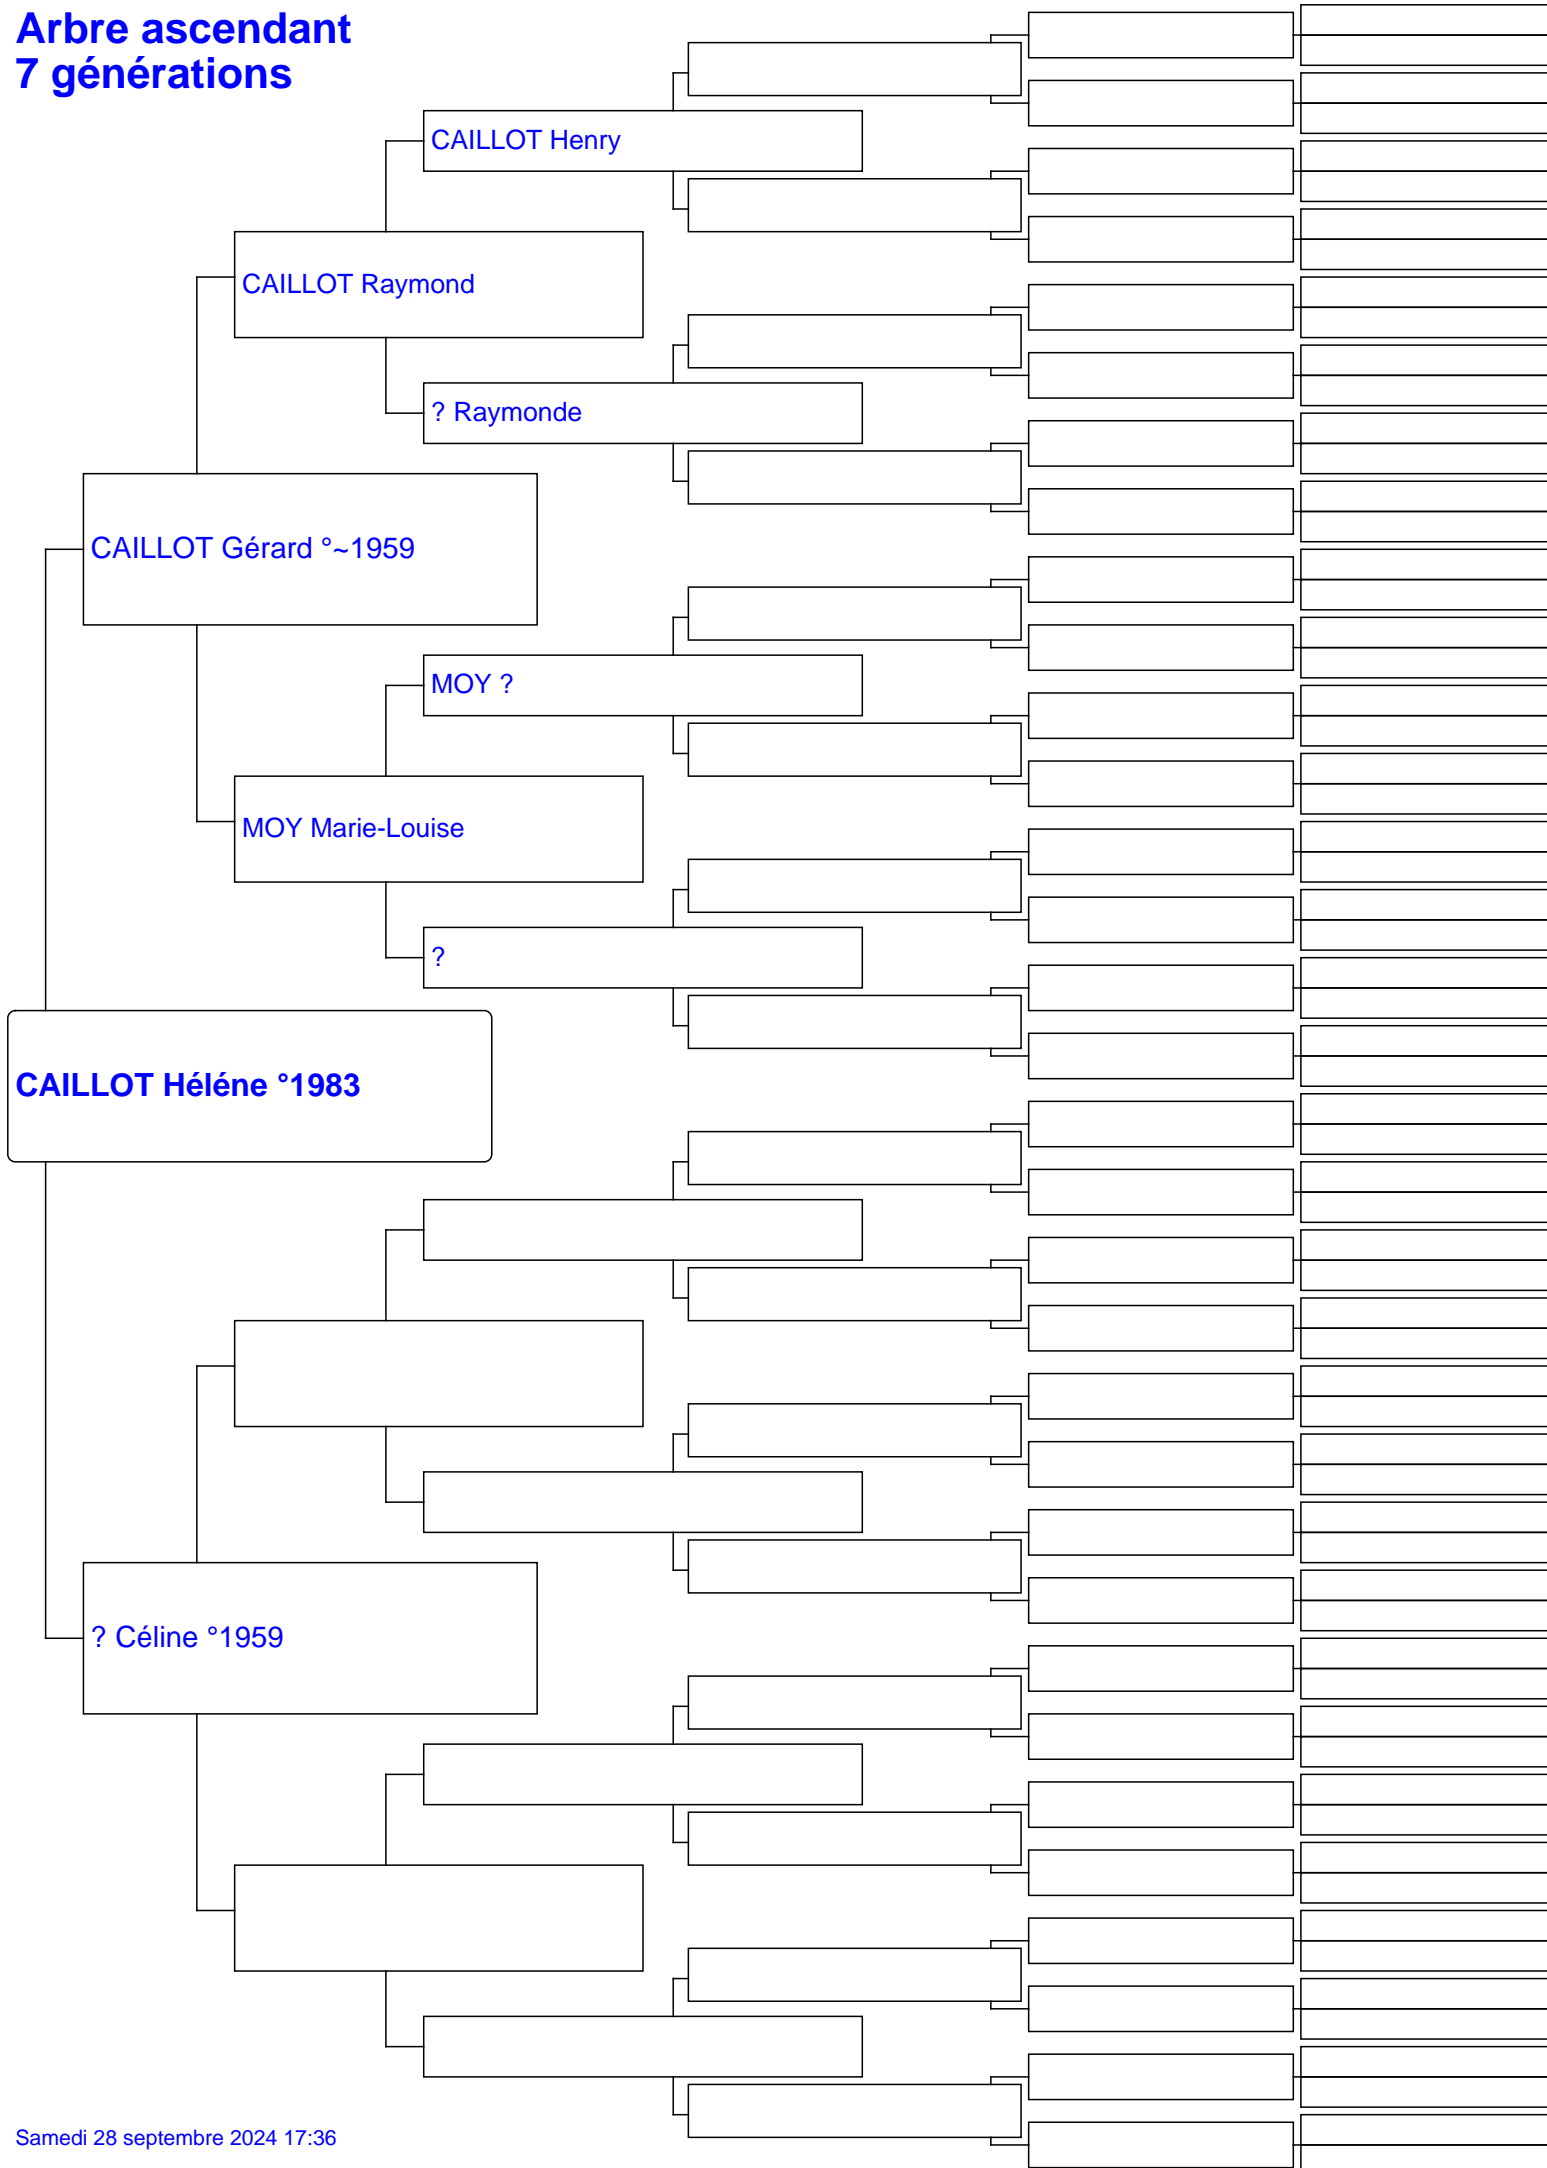 Arbre ascendant
7 générations
CAILLOT Henry
CAILLOT Raymond
? Raymonde
CAILLOT Gérard °~1959
MOY ?
MOY Marie-Louise
?
CAILLOT Héléne °1983
? Céline °1959
Samedi 28 septembre 2024 17:36